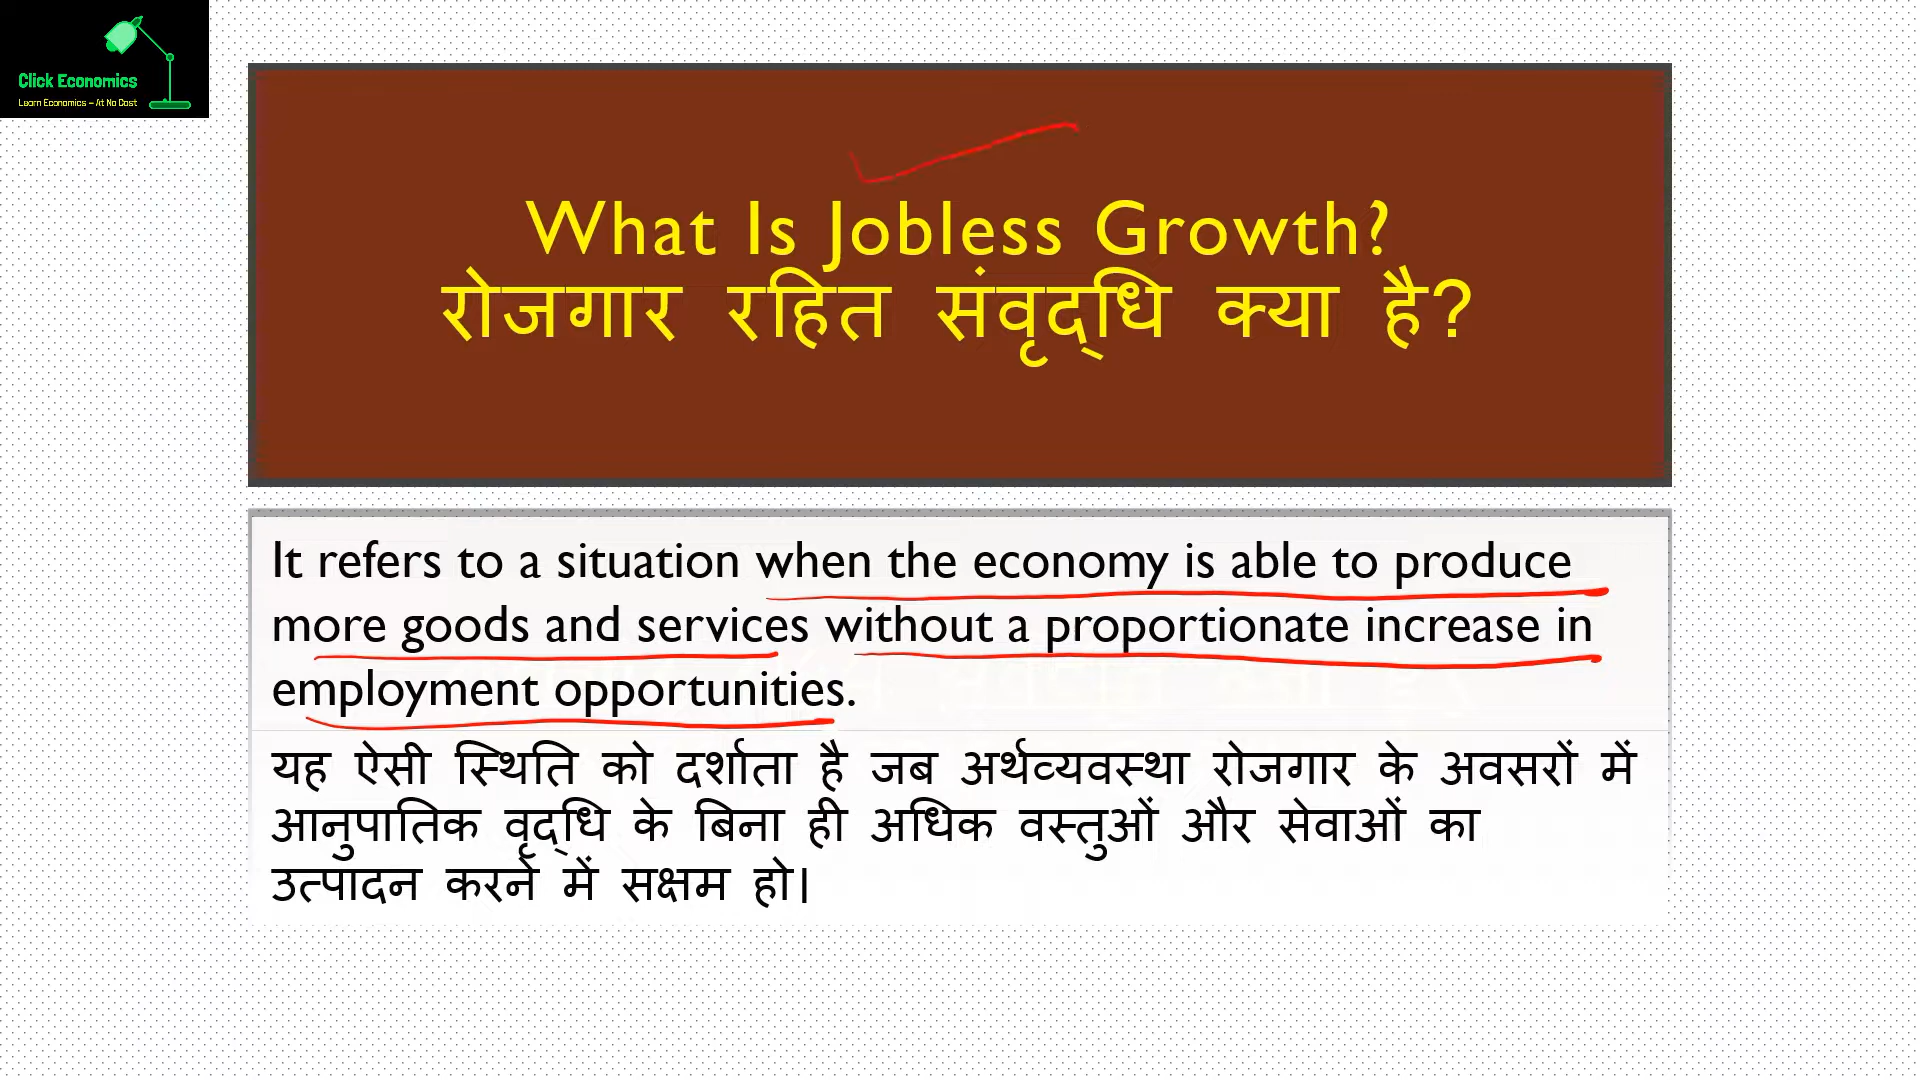 Click Economics
Learn Economics – At No Cost
What Is Jobless Growth?
रोजगार रहित संवृद्धि क्या है?
It refers to a situation when the economy is able to produce
more goods and services without a proportionate increase in
employment opportunities.
यह ऐसी स्थिति को दर्शाता है जब अर्थव्यवस्था रोजगार के अवसरों में
आनुपातिक वृद्धि के बिना ही अधिक वस्तुओं और सेवाओं का
उत्पादन करने में सक्षम हो।